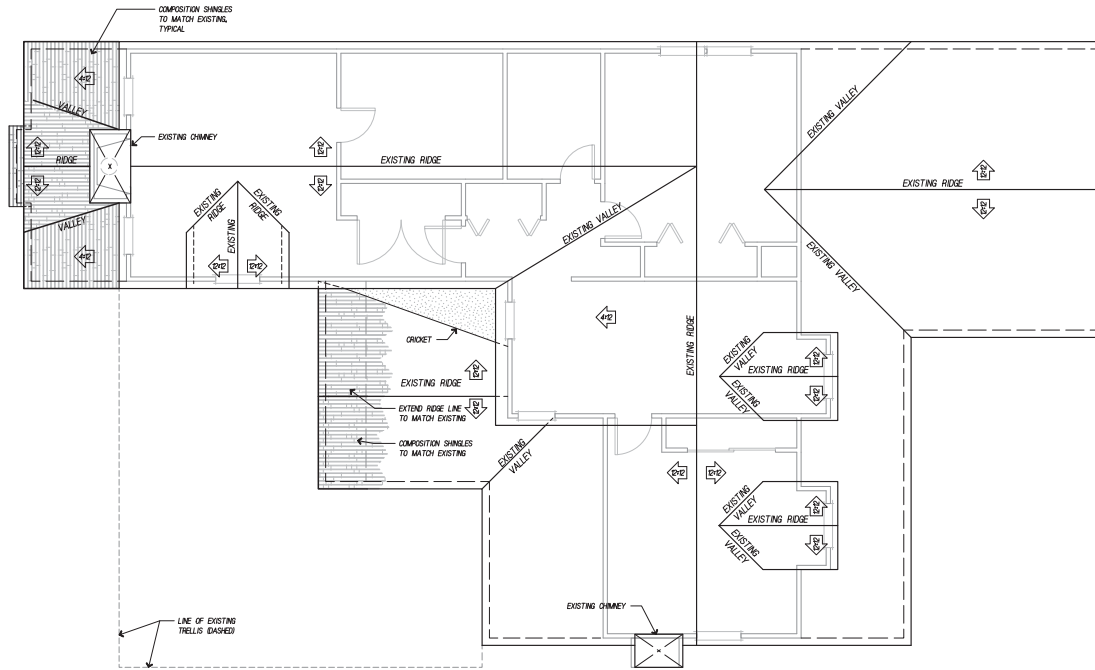 COMPOSITION SHINGLES
TO MATCH EXISTING,
TYPICAL
4:12
VALLEY
EXISTING CHIMNEY
12:12
RIDGE
12:12
VALLEY
4:12
X
12:12
EXISTING RIDGE
12:12
EXISTING
RIDGE
EXISTING
RIDGE
EXISTING
12:12
12:12
EXISTING VALLEY
EXISTING VALLEY
12:12
EXISTING RIDGE
12:12
EXISTING VALLEY
4:12
EXISTING RIDGE
CRICKET
12:12
EXISTING RIDGE
12:12
EXTEND RIDGE LINE
TO MATCH EXISTING
COMPOSITION SHINGLES
TO MATCH EXISTING
EXISTING
VALLEY
EXISTING
VALLEY
12:12
EXISTING RIDGE
12:12
EXISTING
VALLEY
12:12
12:12
EXISTING
VALLEY
12:12
EXISTING RIDGE
12:12
EXISTING
VALLEY
EXISTING CHIMNEY
X
LINE OF EXISTING
TRELLIS (DASHED)